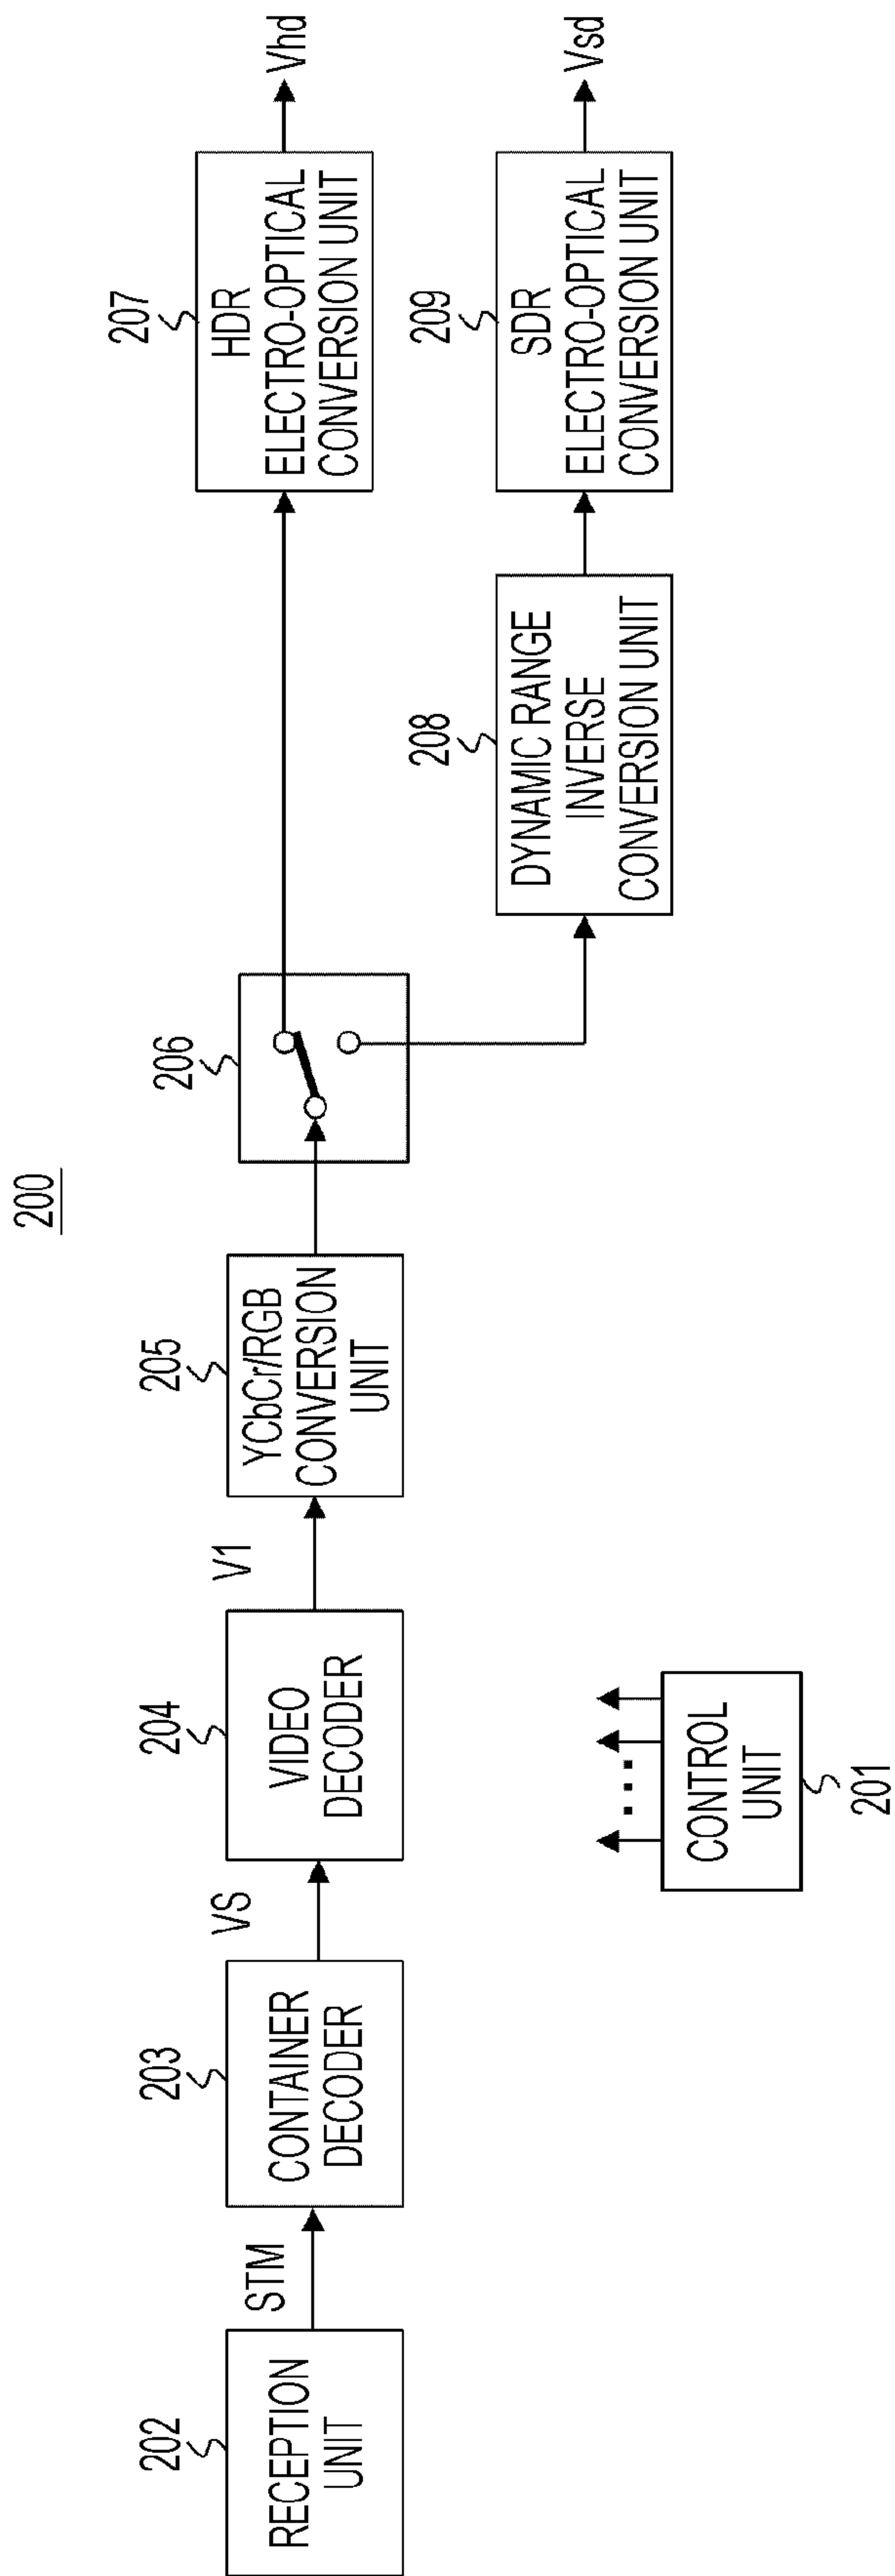 200
202
RECEPTION
UNIT
STM
203
CONTAINER
DECODER
VS
204
VIDEO
DECODER
V1
205
YCbCr/RGB
CONVERSION
UNIT
206
207
HDR
ELECTRO-OPTICAL
CONVERSION UNIT
Vhd
208
DYNAMIC RANGE
INVERSE
CONVERSION UNIT
209
SDR
ELECTRO-OPTICAL
CONVERSION UNIT
Vsd
CONTROL
UNIT
201